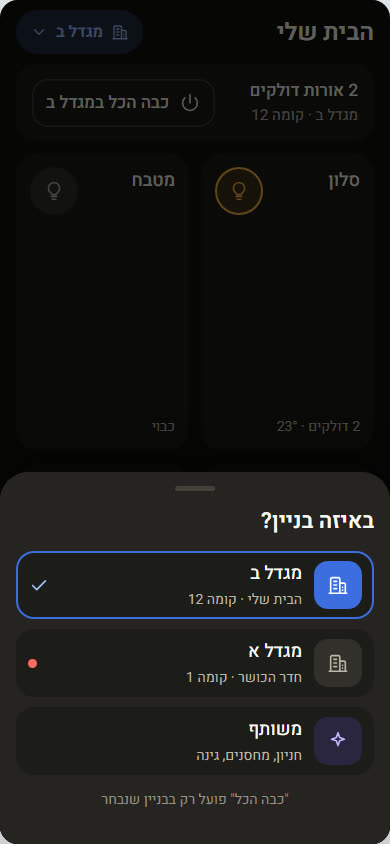 הבית שלי
מגדל ב
2 אורות דולקים
מגדל ב · קומה 12
כבה הכל במגדל ב
סלון
2 דולקים · 23°
מטבח
כבוי
באיזה בניין?
מגדל ב
הבית שלי · קומה 12
מגדל א
חדר הכושר · קומה 1
משותף
חניון, מחסנים, גינה
"כבה הכל" פועל רק בבניין שנבחר